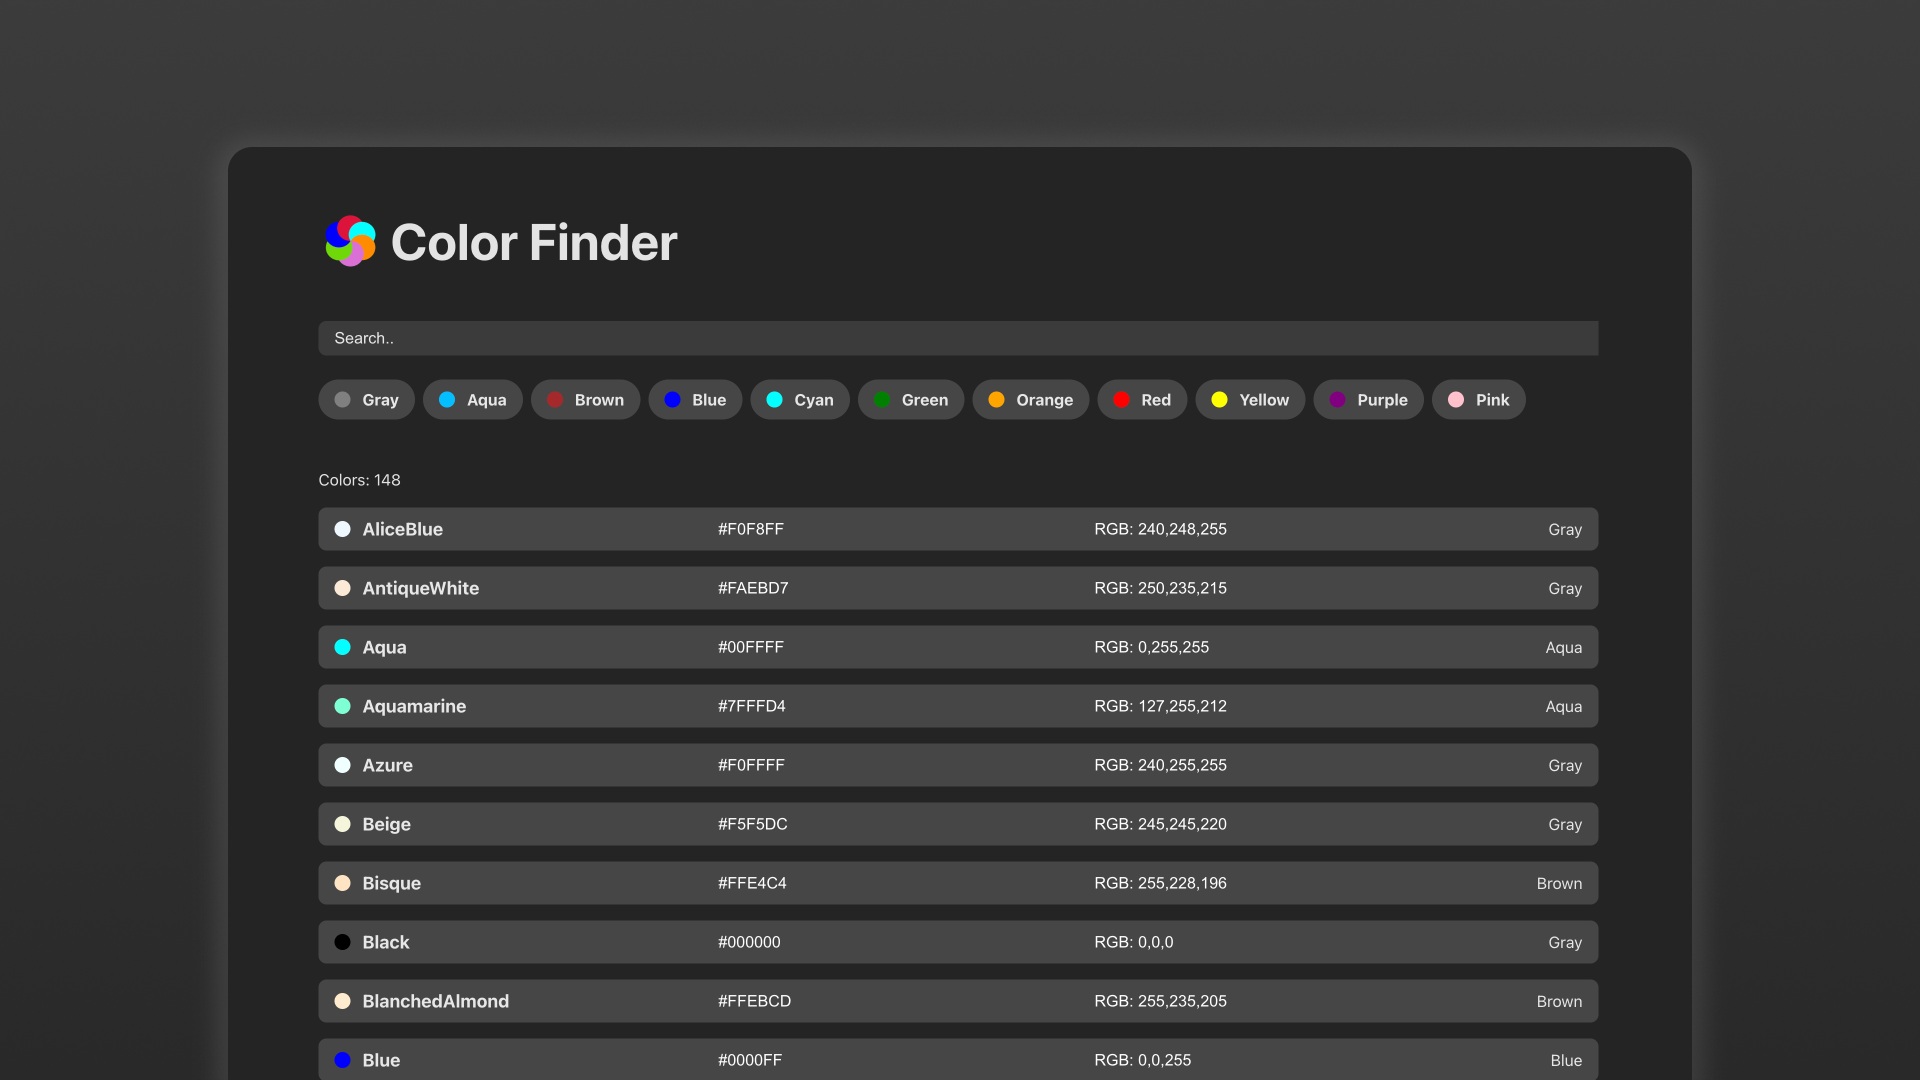 Color Finder
Search..
Gray Aqua Brown Blue Cyan Green Orange Red Yellow Purple Pink
Colors: 148
AliceBlue #F0F8FF RGB: 240,248,255 Gray
AntiqueWhite #FAEBD7 RGB: 250,235,215 Gray
Aqua #00FFFF RGB: 0,255,255 Aqua
Aquamarine #7FFFD4 RGB: 127,255,212 Aqua
Azure #F0FFFF RGB: 240,255,255 Gray
Beige #F5F5DC RGB: 245,245,220 Gray
Bisque #FFE4C4 RGB: 255,228,196 Brown
Black #000000 RGB: 0,0,0 Gray
BlanchedAlmond #FFEBCD RGB: 255,235,205 Brown
Blue #0000FF RGB: 0,0,255 Blue